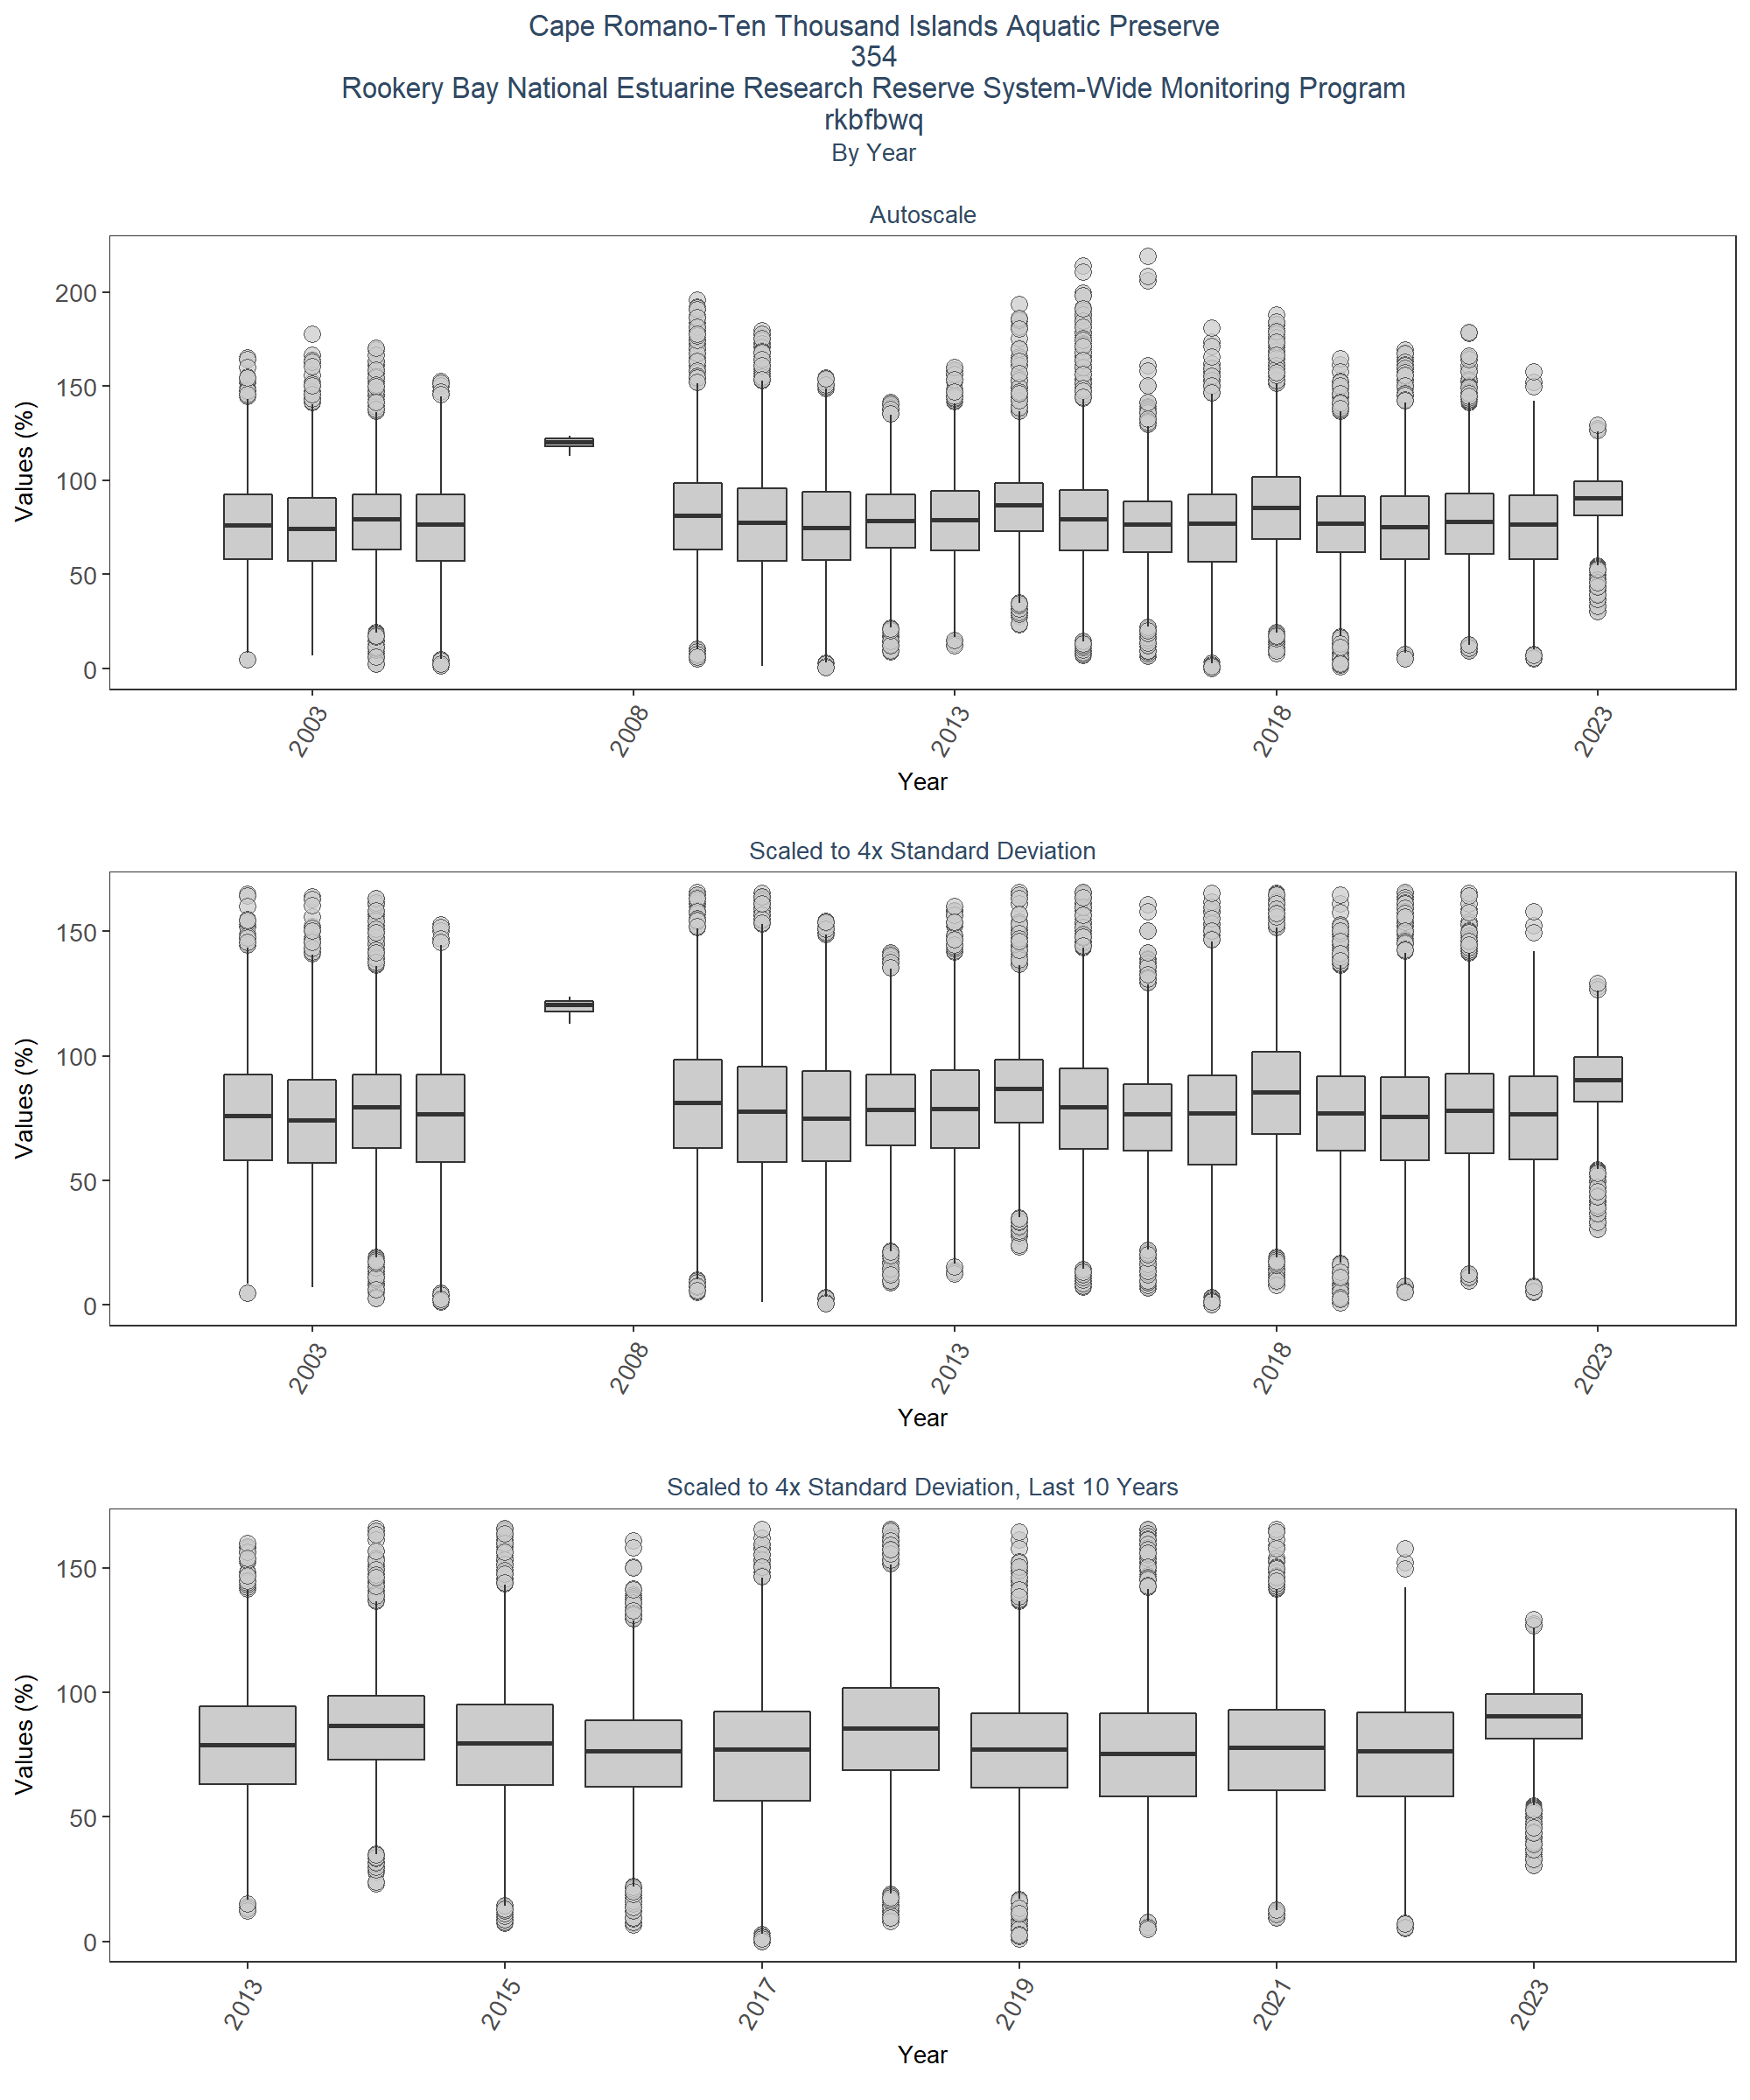 Cape Romano-Ten Thousand Islands Aquatic Preserve
354
Rookery Bay National Estuarine Research Reserve System-Wide Monitoring Program
rkbfbwq
By Year
Autoscale
Values (%)
200
150
100
50
0
2003 2008 2013 2018 2023
Year
Scaled to 4x Standard Deviation
Values (%)
150
100
50
0
2003 2008 2013 2018 2023
Year
Scaled to 4x Standard Deviation, Last 10 Years
Values (%)
150
100
50
0
2013 2015 2017 2019 2021 2023
Year